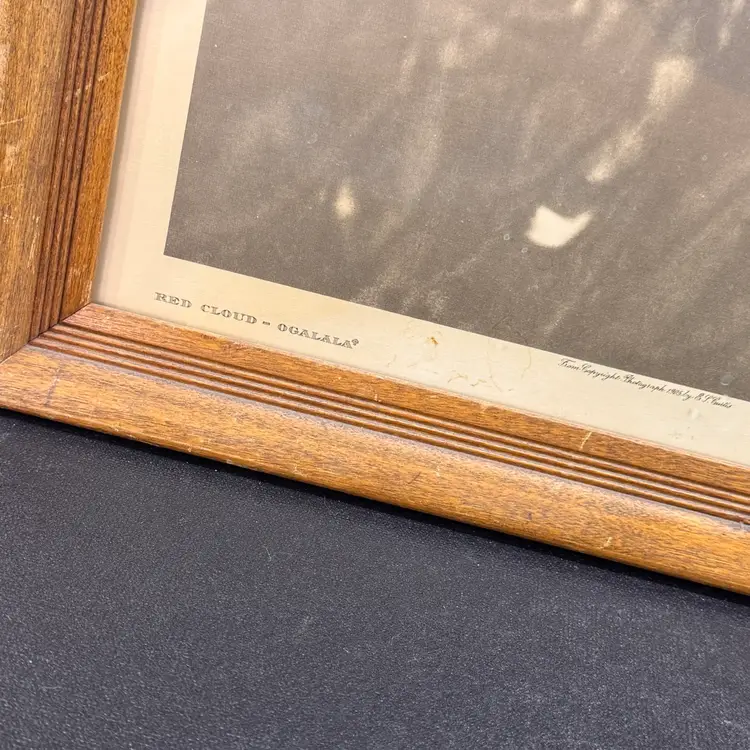 RED CLOUD - OGALALA
From Copyright Photograph 1905 by E S Curtis